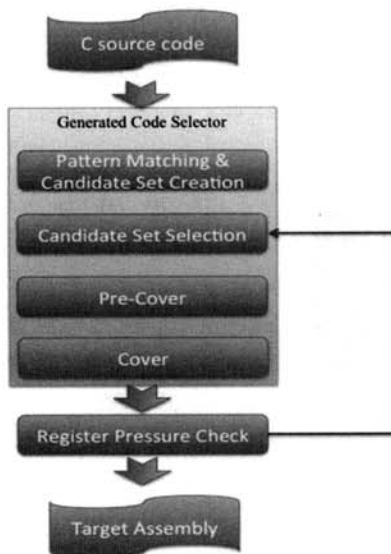 C source code
Generated Code Selector
Pattern Matching &
Candidate Set Creation
Candidate Set Selection
Pre-Cover
Cover
Register Pressure Check
Target Assembly